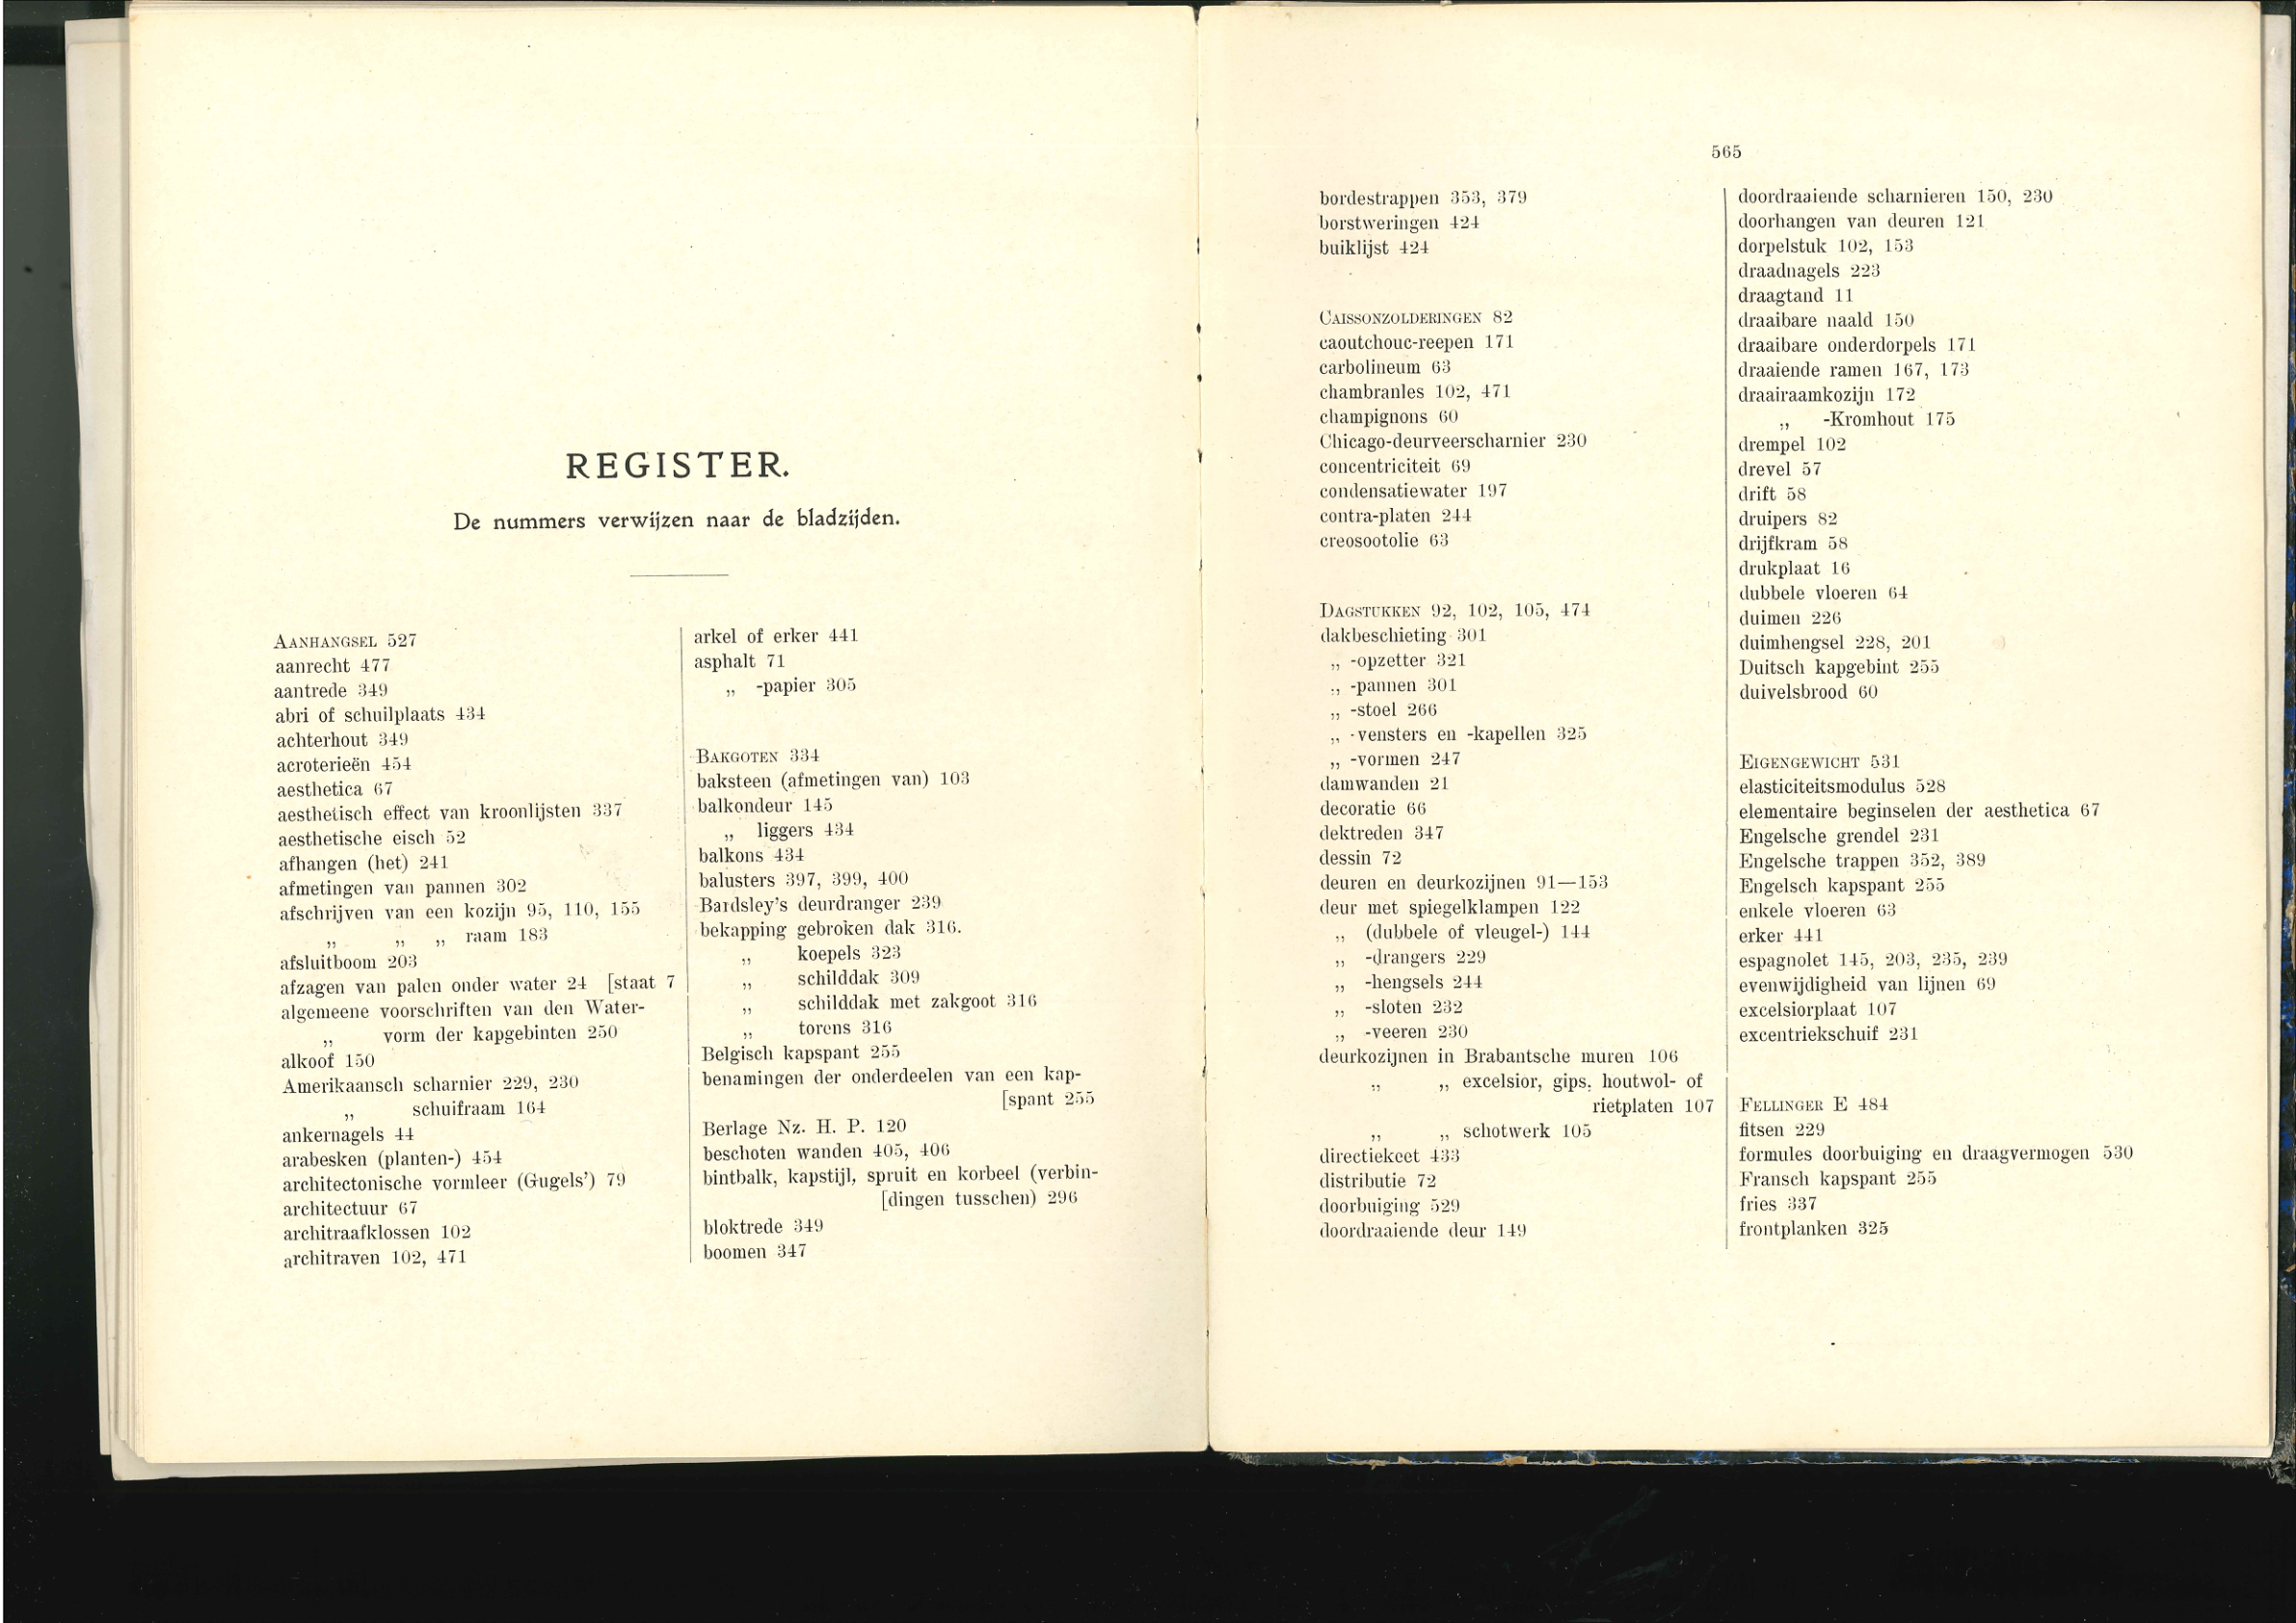 REGISTER.
De nummers verwijzen naar de bladzijden.
AANHANGSEL 527
aanrecht 477
aantrede 349
abri of schuilplaats 434
achterhout 349
acroterieën 454
aesthetica 67
aesthetisch effect van kroonlijsten 337
aesthetische eisch 52
afhangen (het) 241
afmetingen van pannen 302
afschrijven van een kozijn 95, 110, 155
„ „ „ raam 183
afsluitboom 203
afzagen van palen onder water 24 [staat 7
algemeene voorschriften van den Water-
„ vorm der kapgebinten 250
alkoof 150
Amerikaansch scharnier 229, 230
„ schuifraam 164
ankernagels 44
arabesken (planten-) 454
architectonische vormleer (Gugels') 79
architectuur 67
architraafklossen 102
architraven 102, 471
arkel of erker 441
asphalt 71
„ -papier 305
BAKGOTEN 334
baksteen (afmetingen van) 103
balkondeur 145
„ liggers 434
balkons 434
balusters 397, 399, 400
Bardsley's deurdranger 239
bekapping gebroken dak 316.
„ koepels 323
„ schilddak 309
„ schilddak met zakgoot 316
„ torens 316
Belgisch kapspant 255
benamingen der onderdeelen van een kap-
[spant 255
Berlage Nz. H. P. 120
beschoten wanden 405, 406
bintbalk, kapstijl, spruit en korbeel (verbin-
[dingen tusschen) 296
bloktrede 349
boomen 347
565
bordestrappen 353, 379
borstweringen 424
buiklijst 424
CAISSONZOLDERINGEN 82
caoutchouc-reepen 171
carbolineum 63
chambranles 102, 471
champignons 60
Chicago-deurveerscharnier 230
concentriciteit 69
condensatiewater 197
contra-platen 244
creosootolie 63
DAGSTUKKEN 92, 102, 105, 474
dakbeschieting 301
„ -opzetter 321
„ -pannen 301
„ -stoel 266
„ -vensters en -kapellen 325
„ -vormen 247
damwanden 21
decoratie 66
dektreden 347
dessin 72
deuren en deurkozijnen 91—153
deur met spiegelklampen 122
„ (dubbele of vleugel-) 144
„ -drangers 229
„ -hengsels 244
„ -sloten 232
„ -veeren 230
deurkozijnen in Brabantsche muren 106
„ „ excelsior, gips, houtwol- of
rietplaten 107
„ „ schotwerk 105
directiekeet 433
distributie 72
doorbuiging 529
doordraaiende deur 149
doordraaiende scharnieren 150, 230
doorhangen van deuren 121
dorpelstuk 102, 153
draadnagels 223
draagtand 11
draaibare naald 150
draaibare onderdorpels 171
draaiende ramen 167, 173
draairaamkozijn 172
„ -Kromhout 175
drempel 102
drevel 57
drift 58
druipers 82
drijfkram 58
drukplaat 16
dubbele vloeren 64
duimen 226
duimhengsel 228, 201
Duitsch kapgebint 255
duivelsbrood 60
EIGENGEWICHT 531
elasticiteitsmodulus 528
elementaire beginselen der aesthetica 67
Engelsche grendel 231
Engelsche trappen 352, 389
Engelsch kapspant 255
enkele vloeren 63
erker 441
espagnolet 145, 203, 235, 239
evenwijdigheid van lijnen 69
excelsiorplaat 107
excentriekschuif 231
FELLINGER E 484
fitsen 229
formules doorbuiging en draagvermogen 530
Fransch kapspant 255
fries 337
frontplanken 325